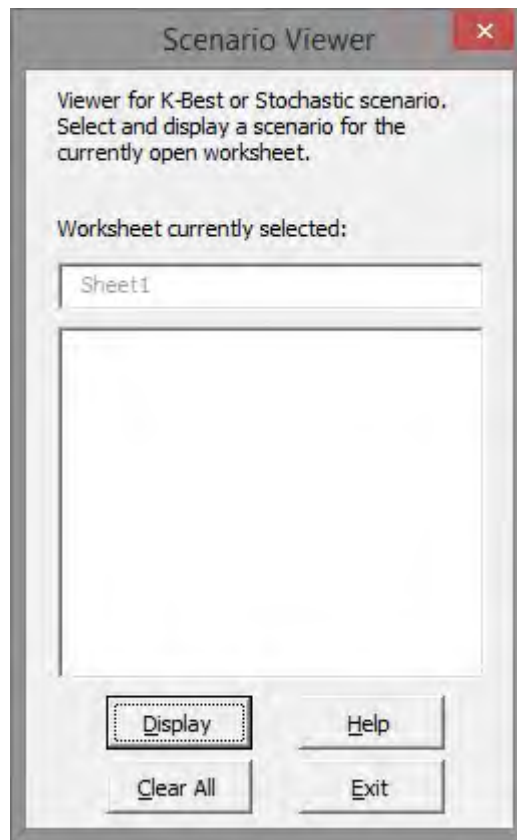 Scenario Viewer
Viewer for K-Best or Stochastic scenario.
Select and display a scenario for the
currently open worksheet.
Worksheet currently selected:
Sheet1
Display
Help
Clear All
Exit